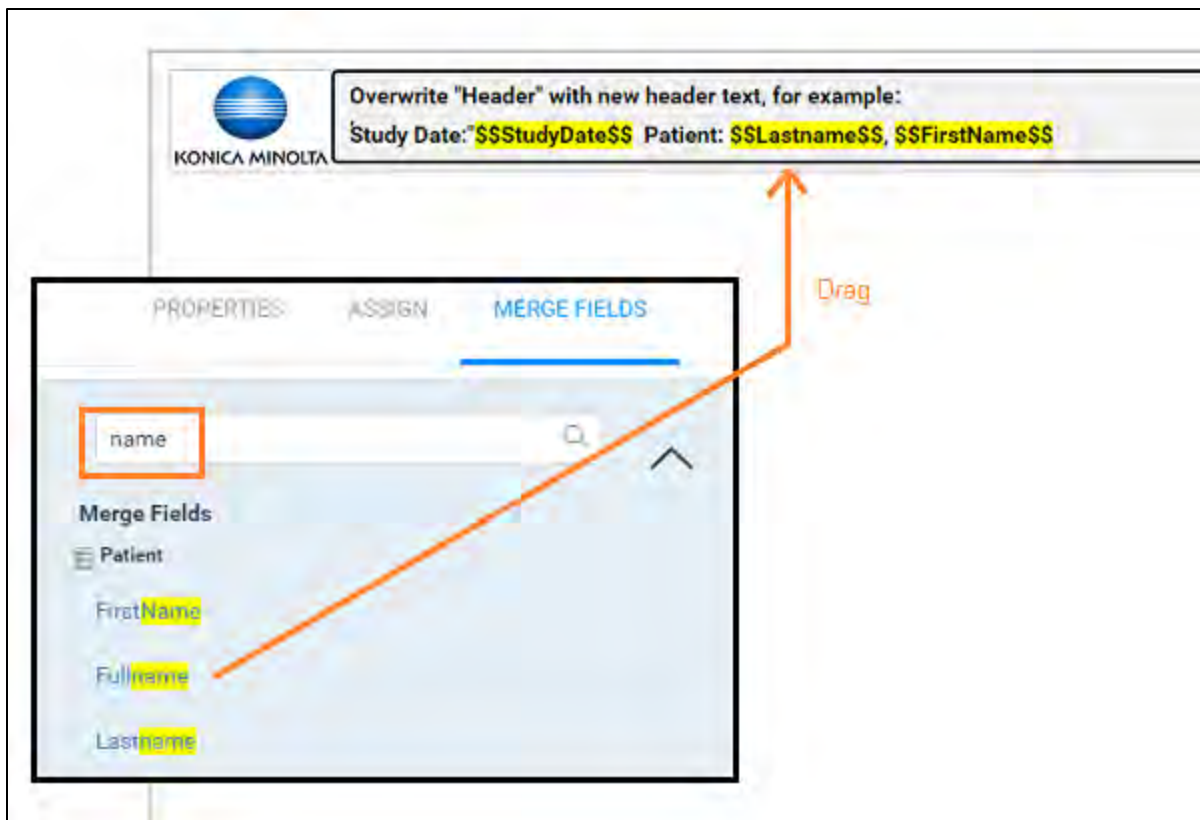 Overwrite "Header" with new header text, for example:
Study Date:"$$StudyDate$$ Patient: $$Lastname$$, $$FirstName$$
KONICA MINOLTA
Drag
PROPERTIES ASSIGN MERGE FIELDS
name
Merge Fields
Patient
FirstName
Fullname
Lastname